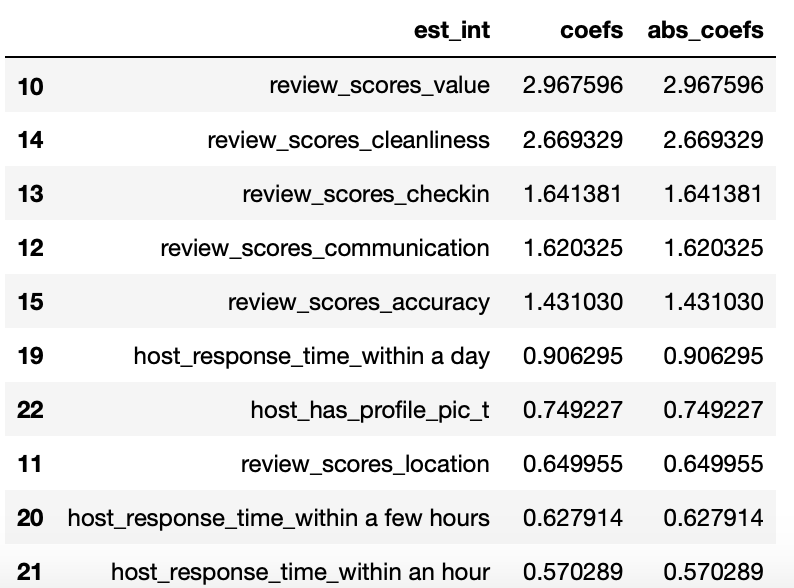 est_int coefs abs_coefs
10 review_scores_value 2.967596 2.967596
14 review_scores_cleanliness 2.669329 2.669329
13 review_scores_checkin 1.641381 1.641381
12 review_scores_communication 1.620325 1.620325
15 review_scores_accuracy 1.431030 1.431030
19 host_response_time_within a day 0.906295 0.906295
22 host_has_profile_pic_t 0.749227 0.749227
11 review_scores_location 0.649955 0.649955
20 host_response_time_within a few hours 0.627914 0.627914
21 host_response_time_within an hour 0.570289 0.570289